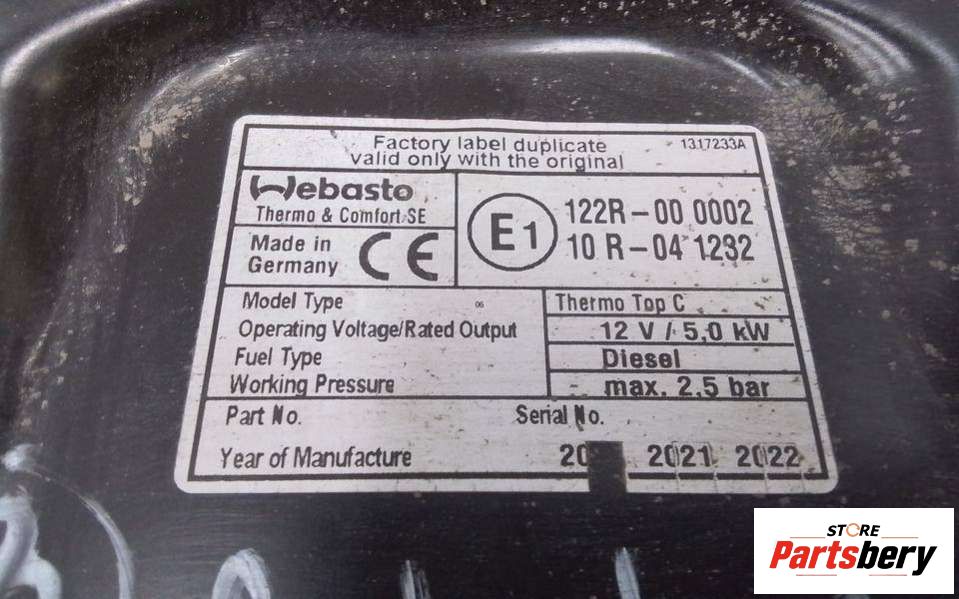 Factory label duplicate
valid only with the original
1317233A
Webasto
Thermo & Comfort SE
Made in
Germany
CE
E1
122R-00 0002
10 R-04 1232
Model Type
06
Thermo Top C
Operating Voltage/Rated Output
12 V / 5,0 kW
Fuel Type
Diesel
Working Pressure
max. 2,5 bar
Part No.
Serial No.
Year of Manufacture
2021
2022
STORE
Partsbery